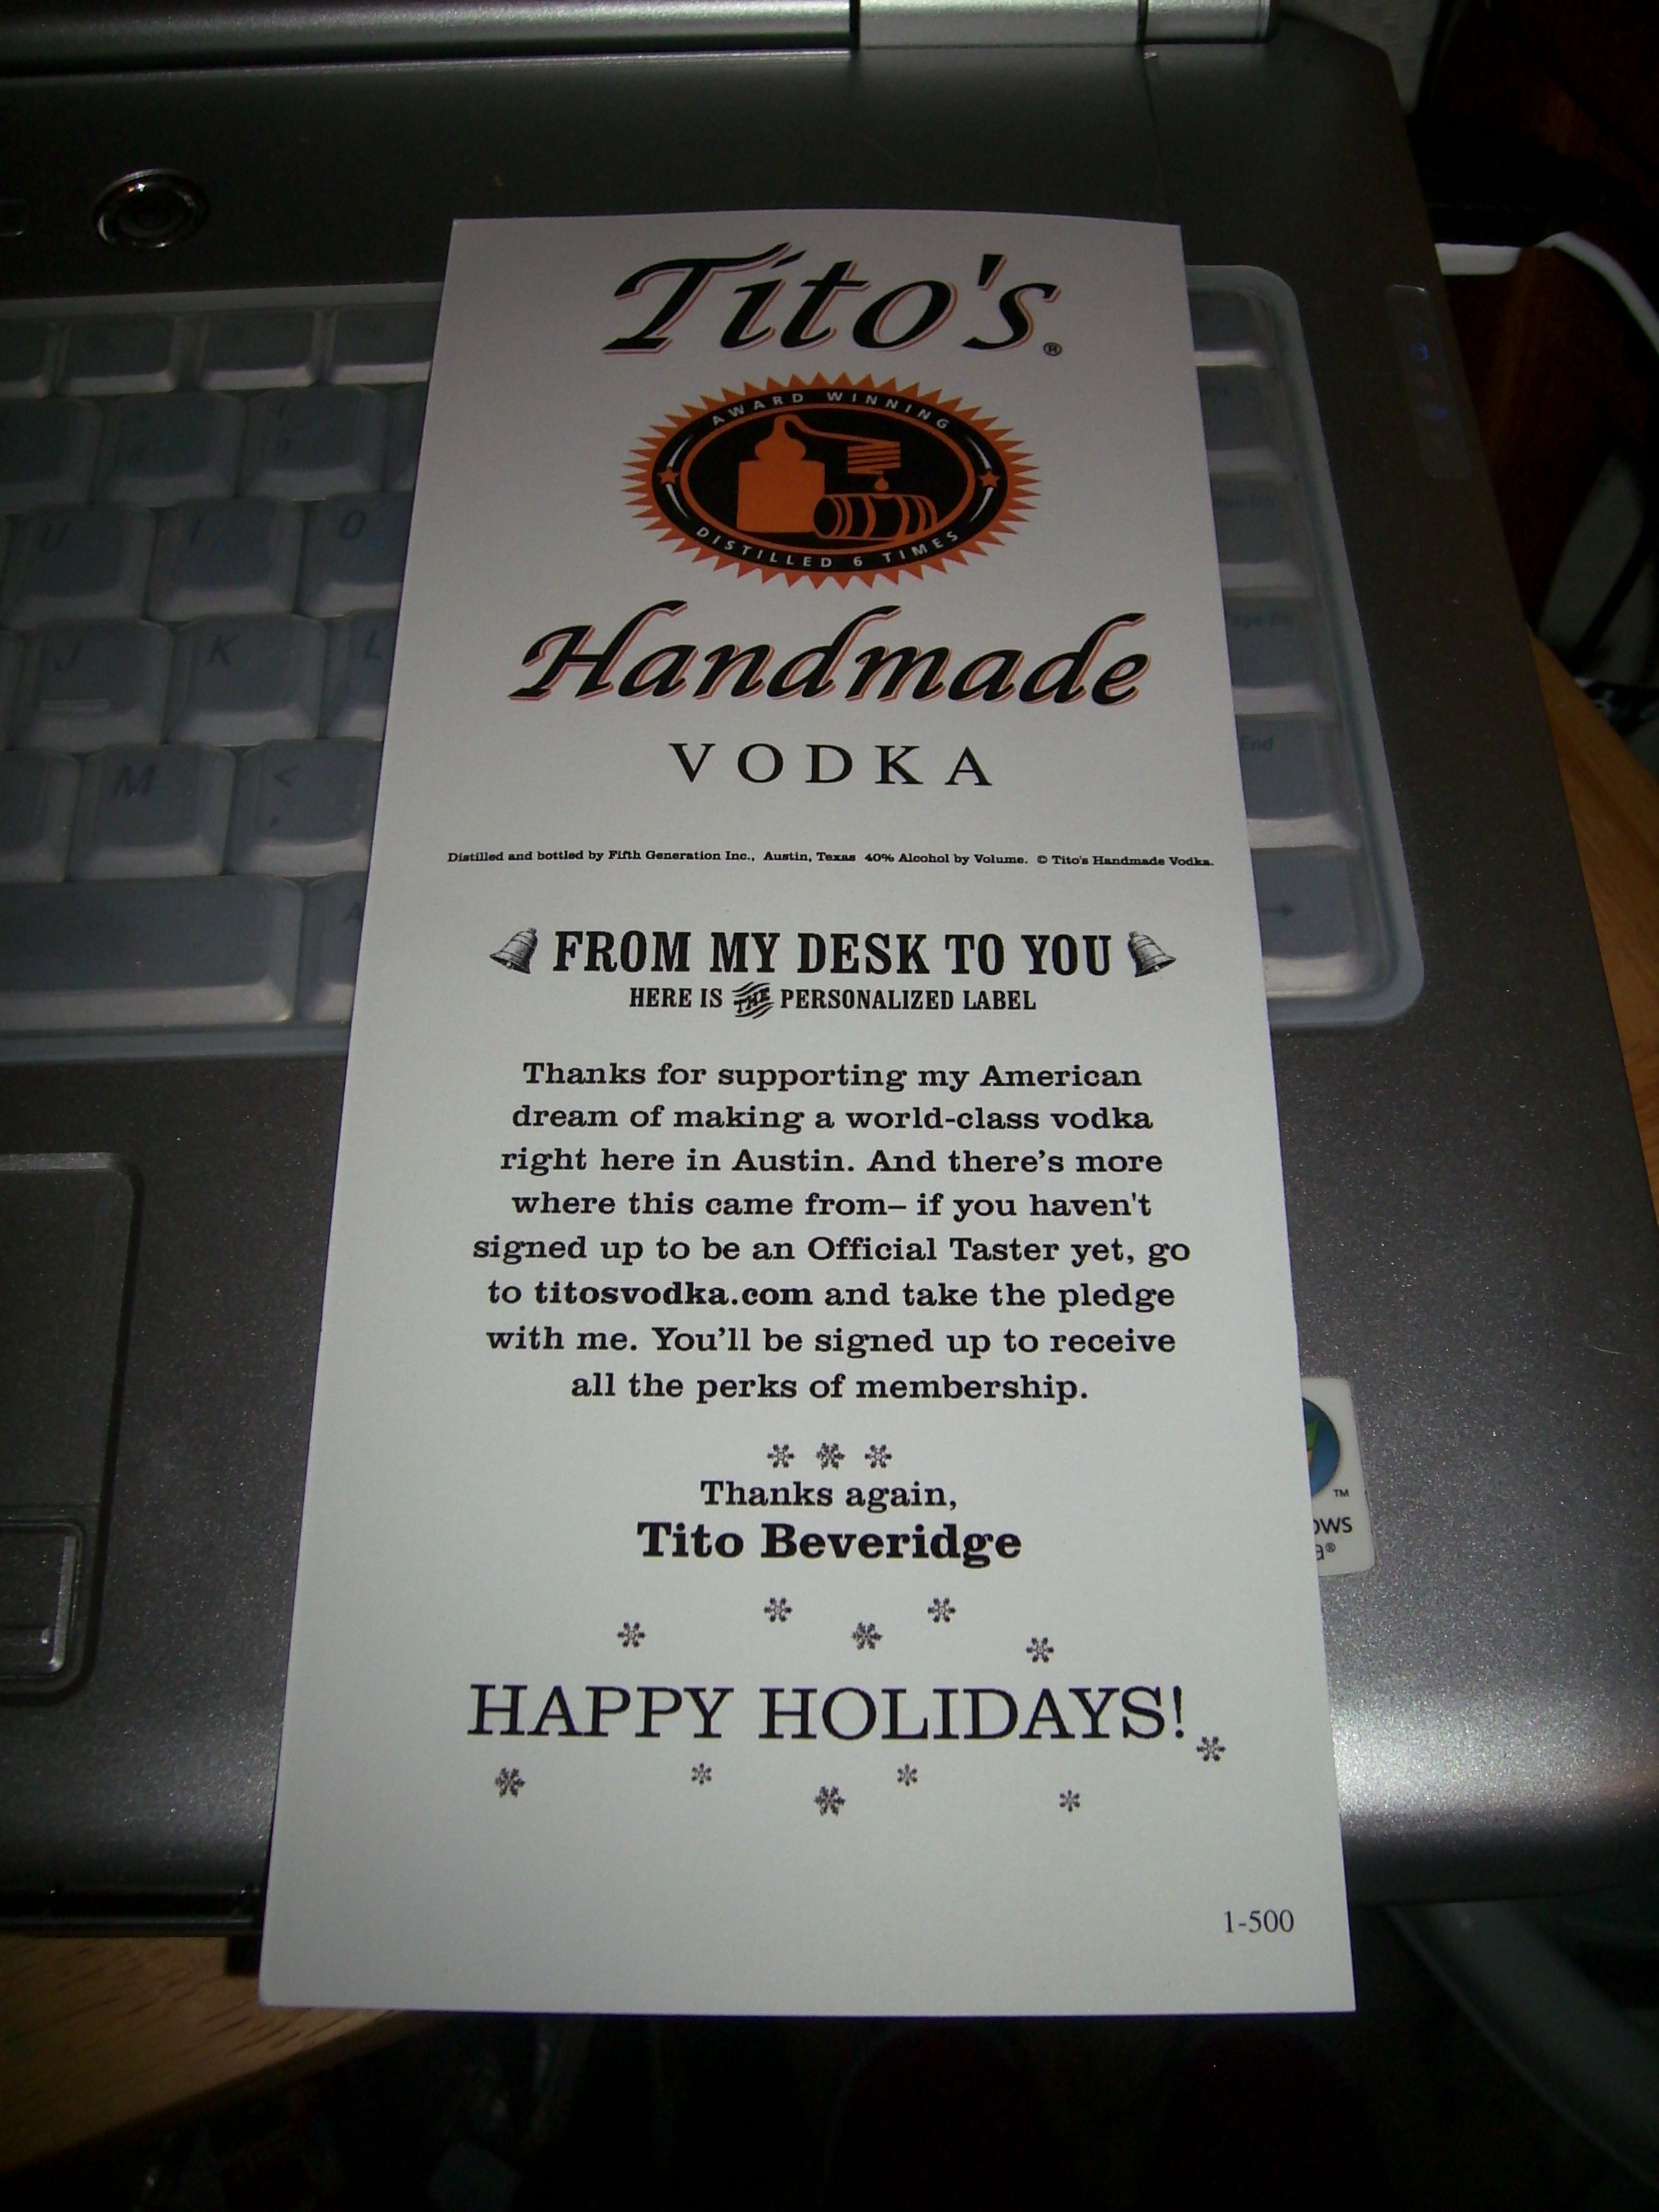 Tito's®
AWARD WINNING
DISTILLED 6 TIMES
Handmade
VODKA
Distilled and bottled by Fifth Generation Inc., Austin, Texas 40% Alcohol by Volume. © Tito's Handmade Vodka.
FROM MY DESK TO YOU
HERE IS THE PERSONALIZED LABEL
Thanks for supporting my American
dream of making a world-class vodka
right here in Austin. And there's more
where this came from– if you haven't
signed up to be an Official Taster yet, go
to titosvodka.com and take the pledge
with me. You'll be signed up to receive
all the perks of membership.
Thanks again,
Tito Beveridge
HAPPY HOLIDAYS!
1-500
U I O
J K L
M <
End
TM